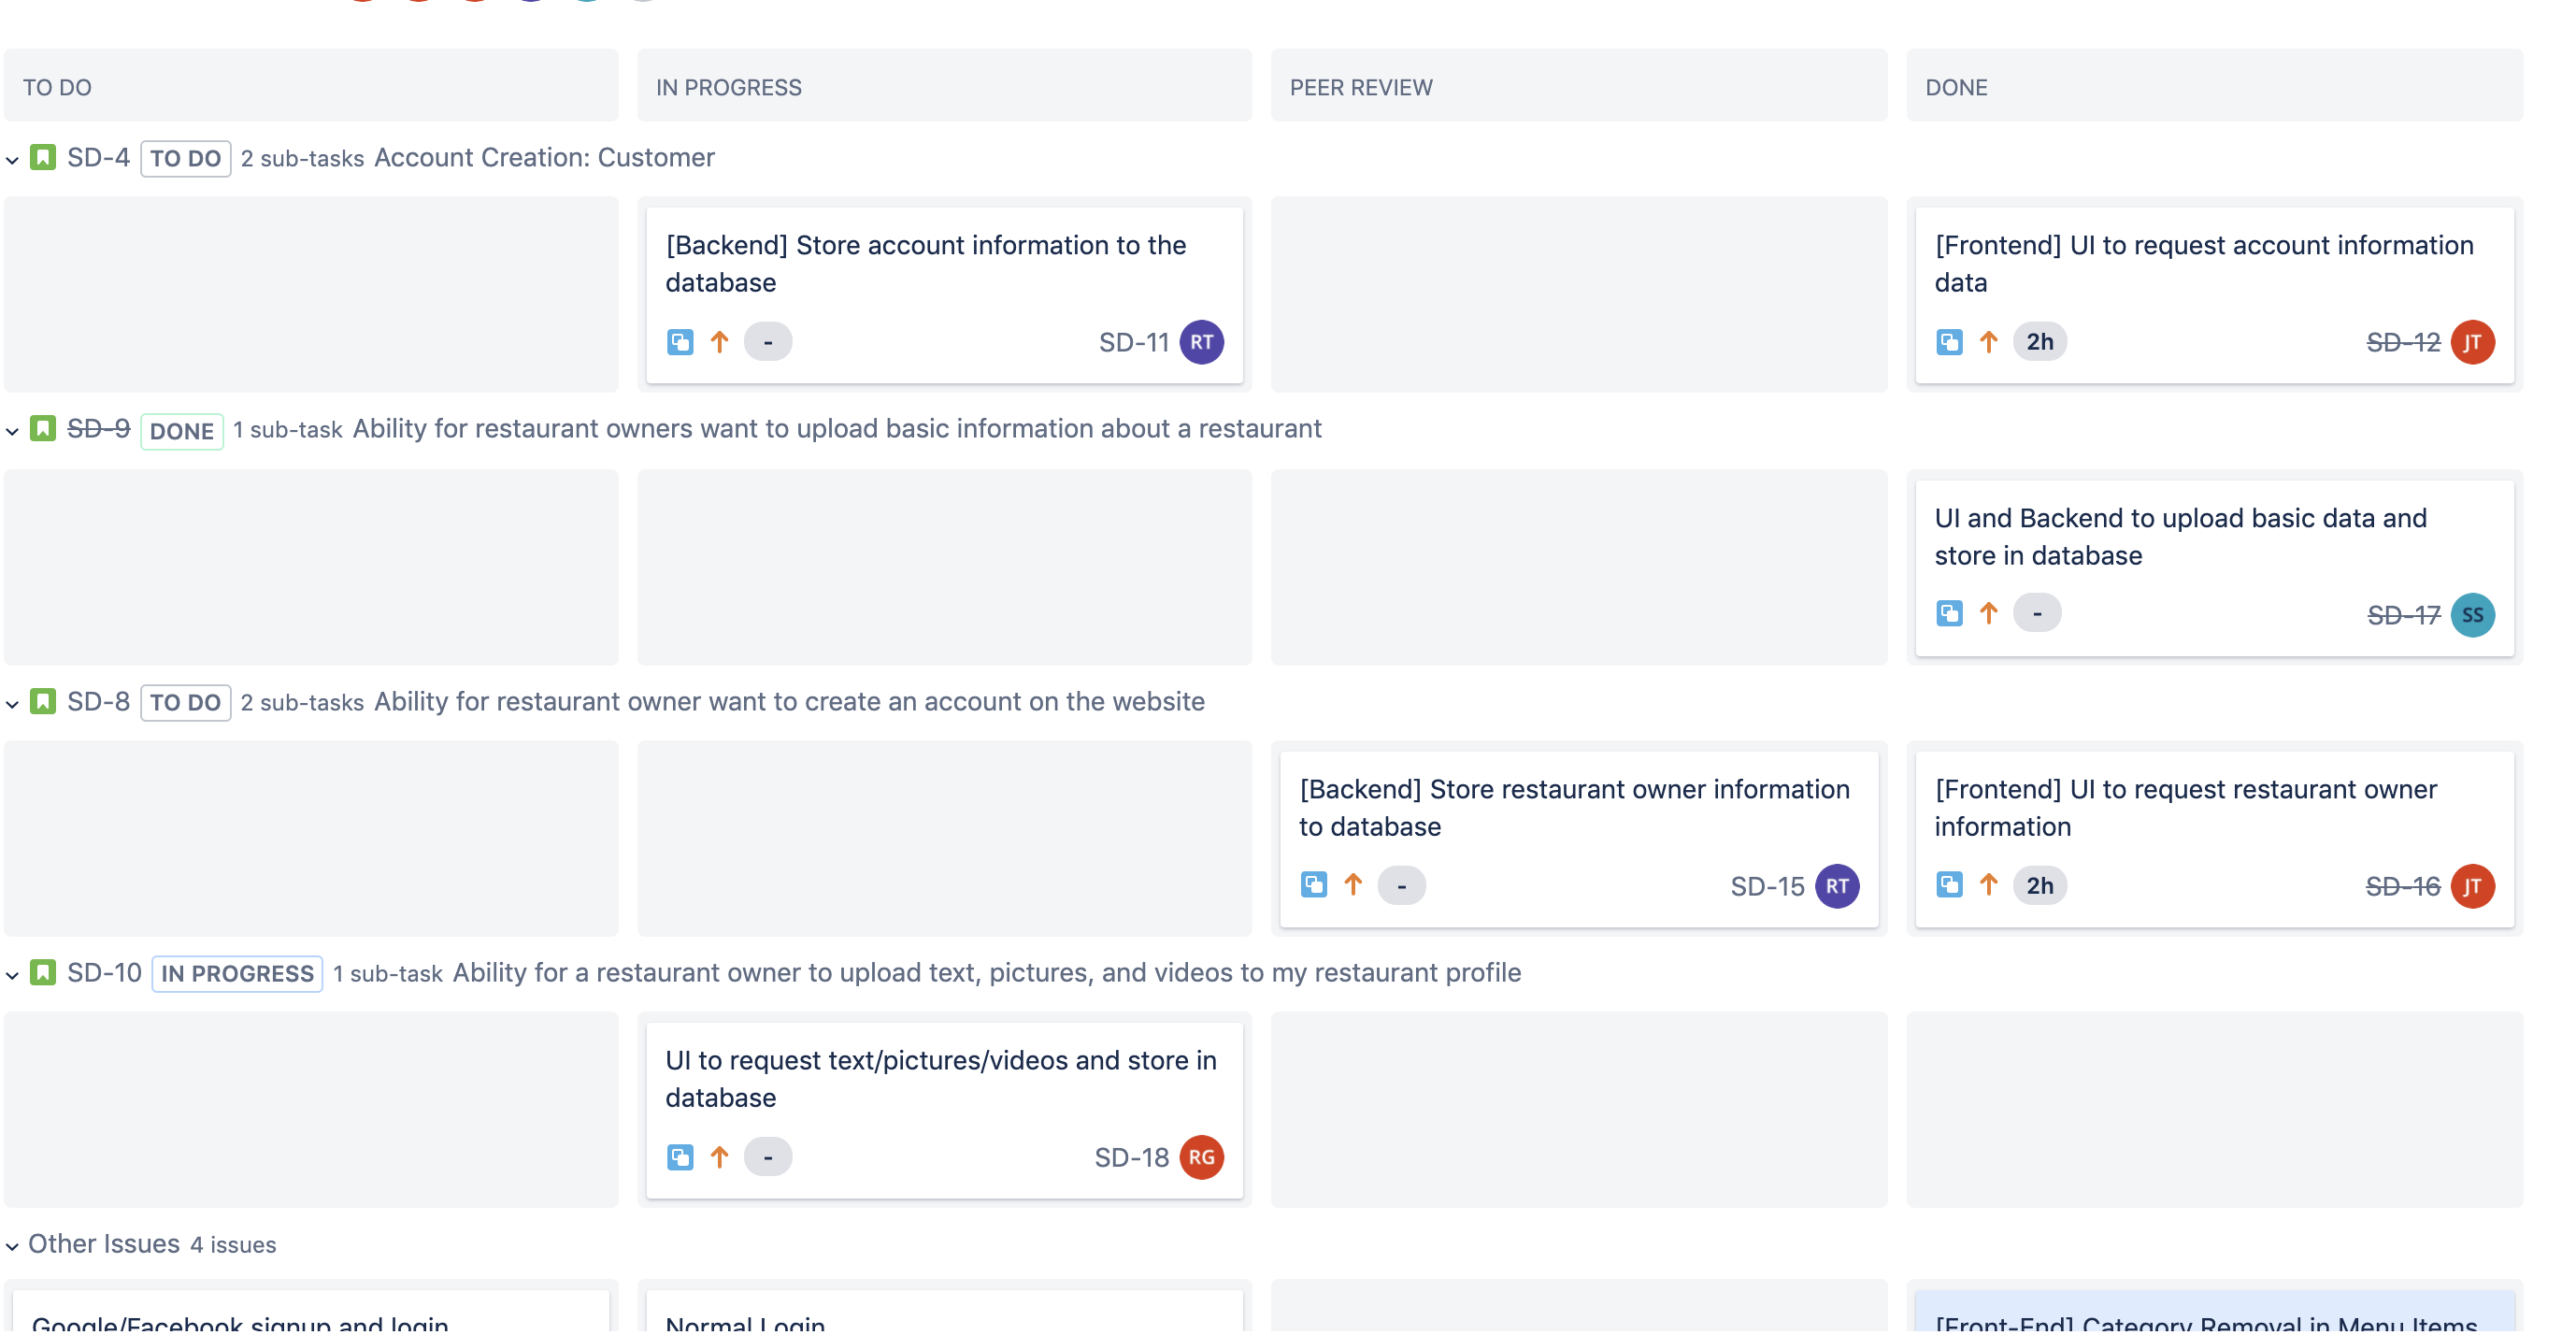 TO DO
IN PROGRESS
PEER REVIEW
DONE
SD-4 TO DO 2 sub-tasks Account Creation: Customer
[Backend] Store account information to the
database
- SD-11 RT
[Frontend] UI to request account information
data
2h SD-12 JT
SD-9 DONE 1 sub-task Ability for restaurant owners want to upload basic information about a restaurant
UI and Backend to upload basic data and
store in database
- SD-17 SS
SD-8 TO DO 2 sub-tasks Ability for restaurant owner want to create an account on the website
[Backend] Store restaurant owner information
to database
- SD-15 RT
[Frontend] UI to request restaurant owner
information
2h SD-16 JT
SD-10 IN PROGRESS 1 sub-task Ability for a restaurant owner to upload text, pictures, and videos to my restaurant profile
UI to request text/pictures/videos and store in
database
- SD-18 RG
Other Issues 4 issues
Google/Facebook signup and login
Normal Login
[Front-End] Category Removal in Menu Items